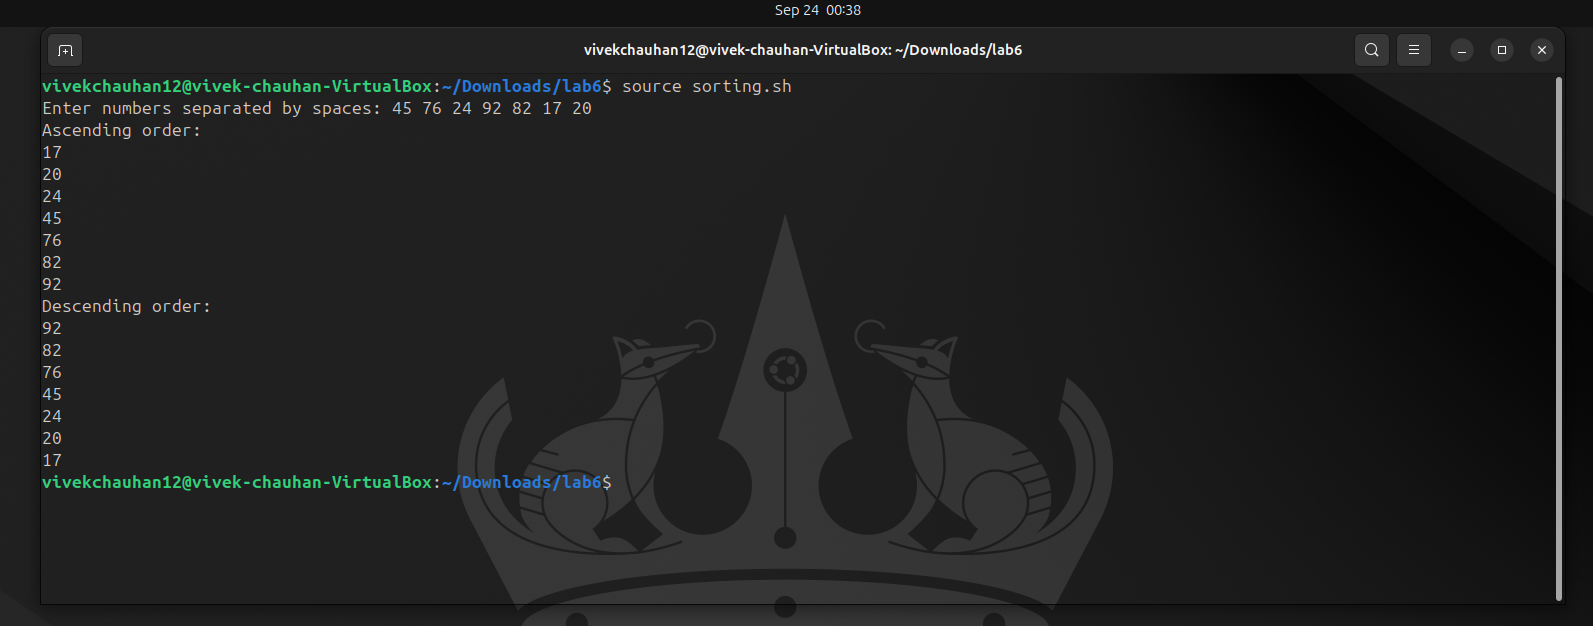 Sep 24 00:38
vivekchauhan12@vivek-chauhan-VirtualBox: ~/Downloads/lab6
vivekchauhan12@vivek-chauhan-VirtualBox:~/Downloads/lab6$ source sorting.sh
Enter numbers separated by spaces: 45 76 24 92 82 17 20
Ascending order:
17
20
24
45
76
82
92
Descending order:
92
82
76
45
24
20
17
vivekchauhan12@vivek-chauhan-VirtualBox:~/Downloads/lab6$